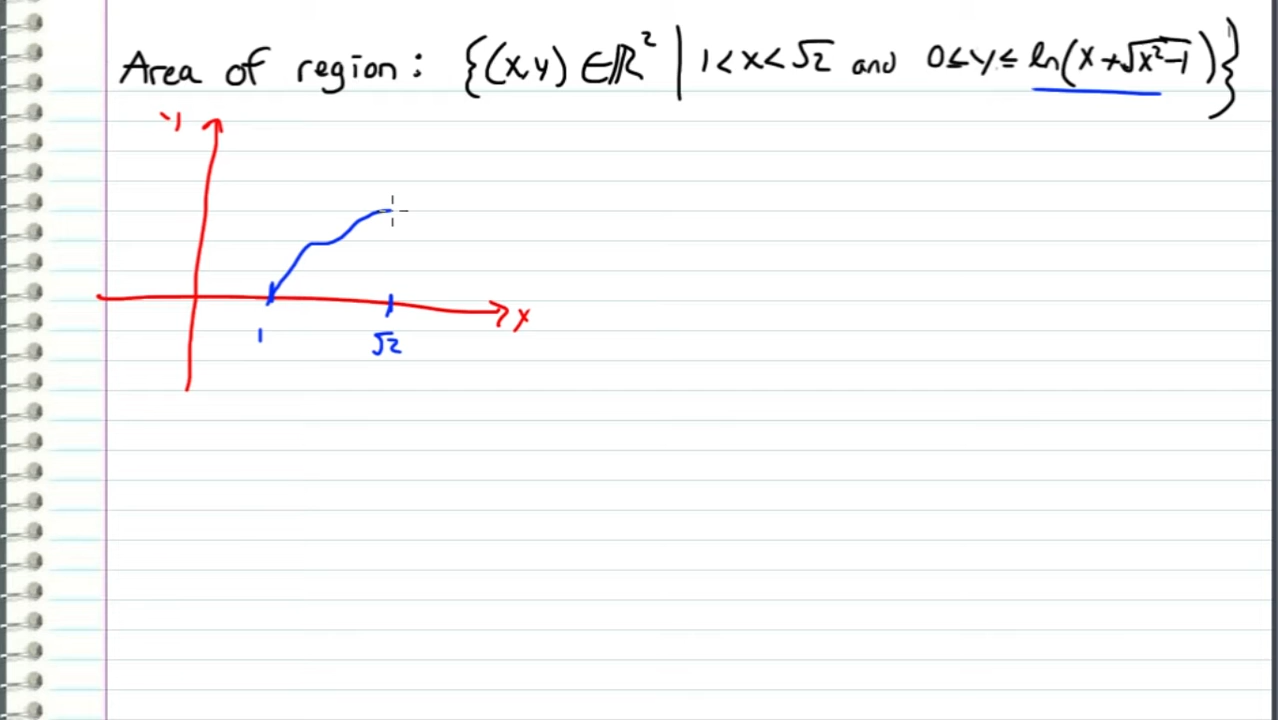 Area of region: {(x,y) ∈ ℝ² | 1<x<√2 and 0≤y≤ ln(x+√x²-1)}
y
x
1 √2